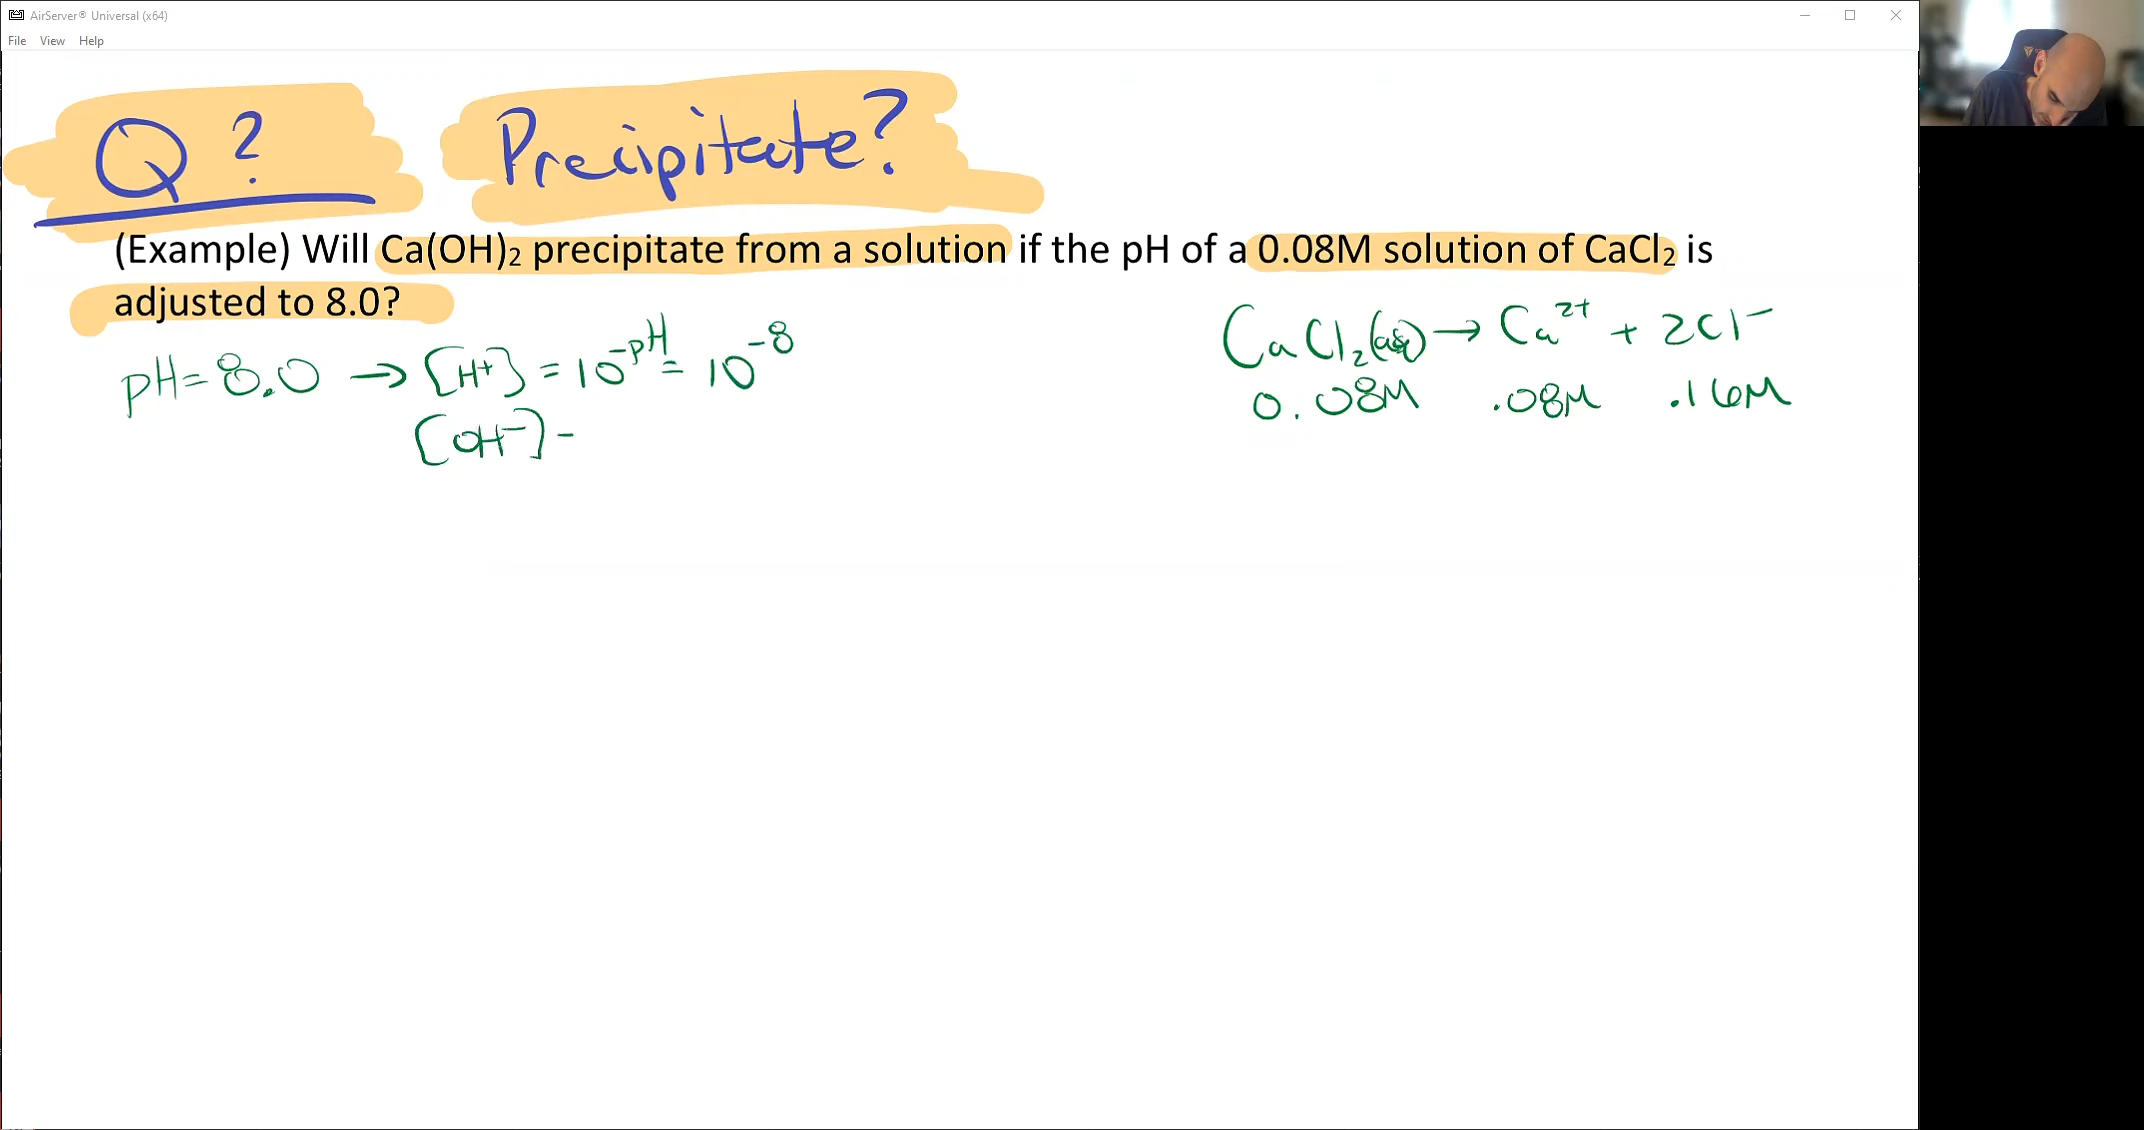 AirServer® Universal (x64)
File View Help
Q ? Precipitate?
(Example) Will Ca(OH)₂ precipitate from a solution if the pH of a 0.08M solution of CaCl₂ is
adjusted to 8.0?
CaCl₂(aq) → Ca²⁺ + 2Cl⁻
0.08M .08M .16M
pH = 8.0 → [H⁺] = 10^-pH = 10⁻⁸
[OH⁻] =